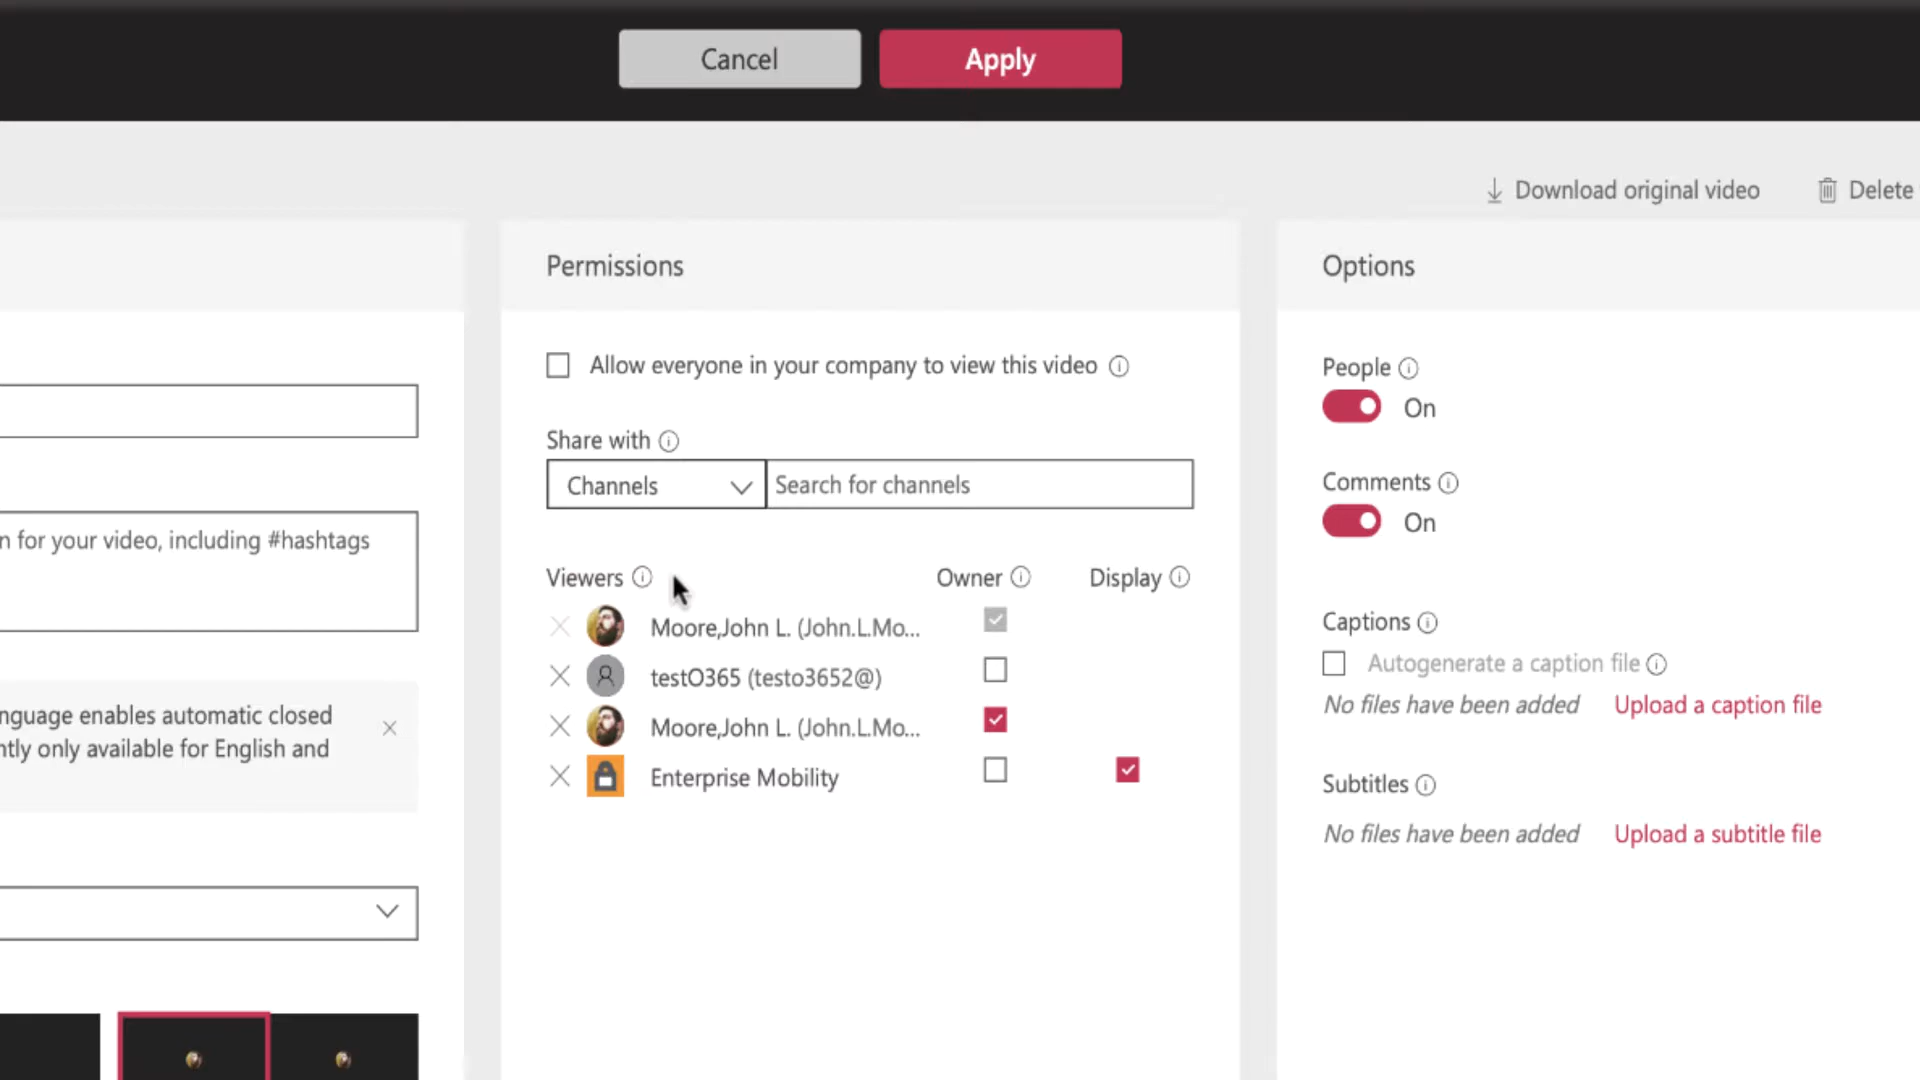 Cancel
Apply
Download original video
Delete
Permissions
Options
Allow everyone in your company to view this video
People
On
Share with
Channels
Search for channels
Comments
On
n for your video, including #hashtags
Viewers
Owner
Display
Moore,John L. (John.L.Mo...
testO365 (testo3652@)
Moore,John L. (John.L.Mo...
Enterprise Mobility
Captions
Autogenerate a caption file
No files have been added
Upload a caption file
nguage enables automatic closed
ntly only available for English and
Subtitles
No files have been added
Upload a subtitle file